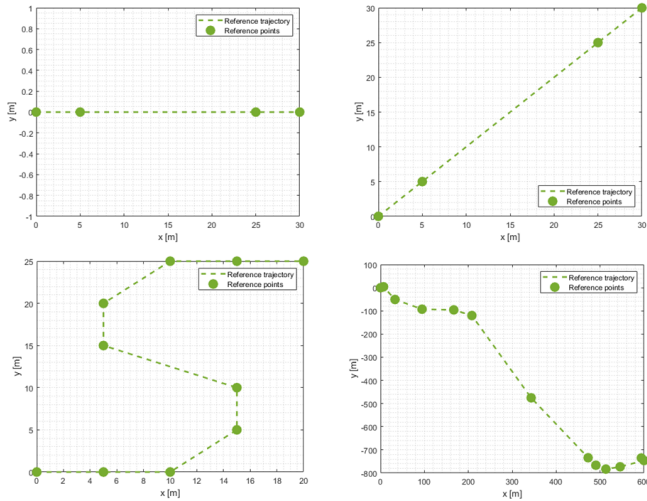 1
0.8
0.6
0.4
0.2
0
-0.2
-0.4
-0.6
-0.8
-1
y [m]
0 5 10 15 20 25 30
x [m]
Reference trajectory
Reference points
30
25
20
15
10
5
0
y [m]
0 5 10 15 20 25 30
x [m]
Reference trajectory
Reference points
25
20
15
10
5
0
y [m]
0 2 4 6 8 10 12 14 16 18 20
x [m]
Reference trajectory
Reference points
100
0
-100
-200
-300
-400
-500
-600
-700
-800
y [m]
0 100 200 300 400 500 600
x [m]
Reference trajectory
Reference points